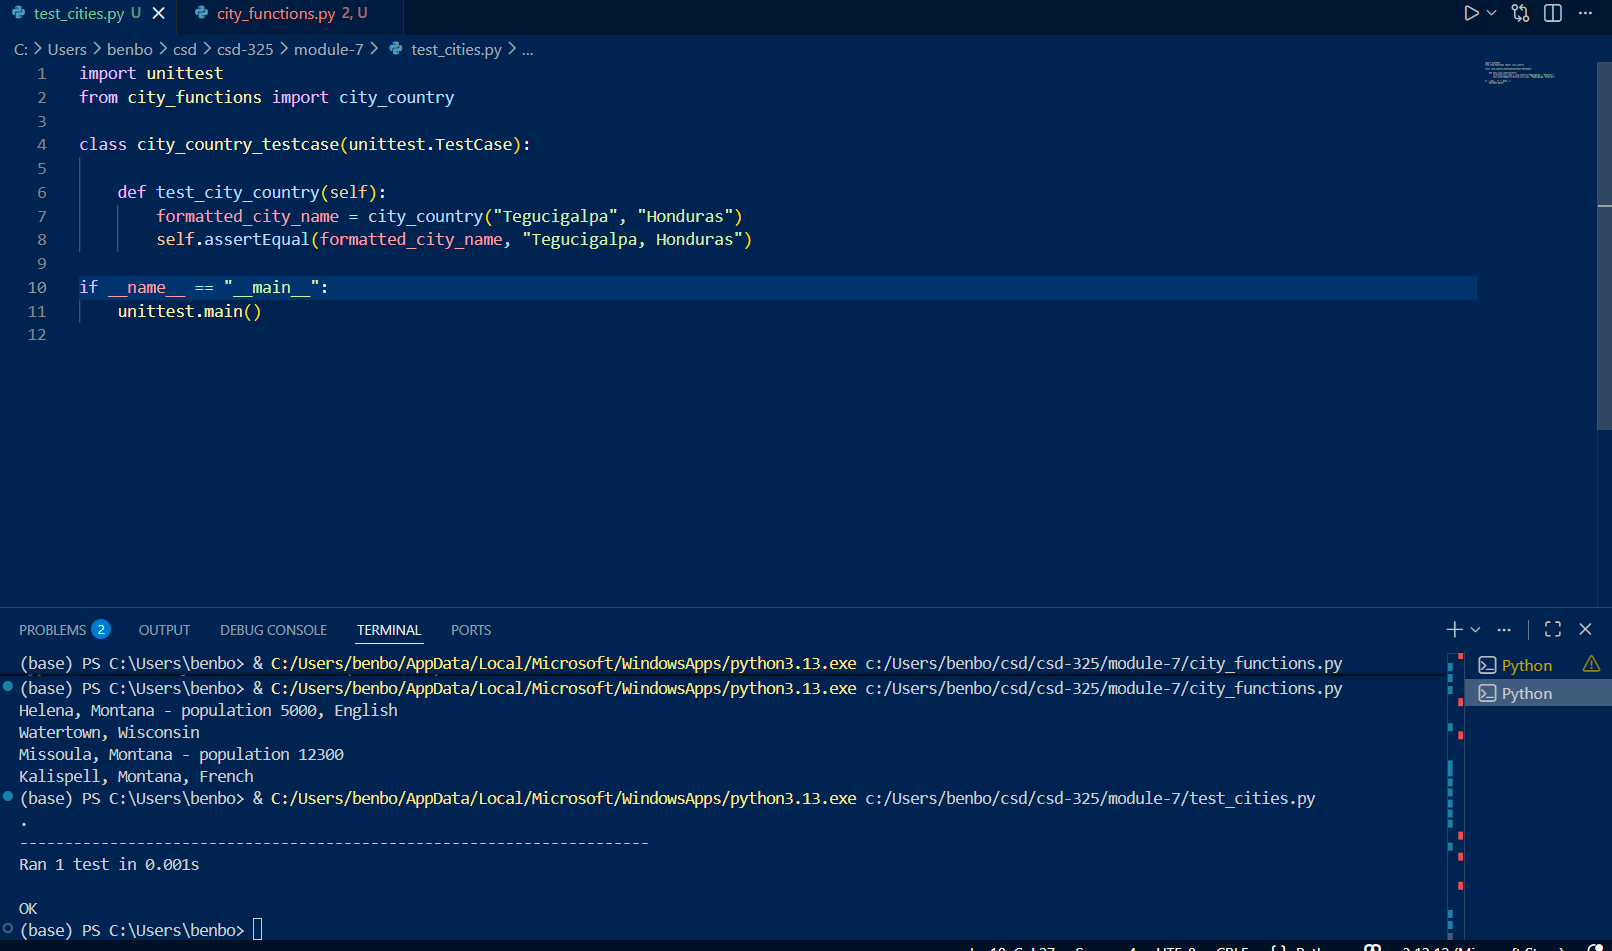 test_cities.py U city_functions.py 2, U
C: > Users > benbo > csd > csd-325 > module-7 > test_cities.py > ...
1 import unittest
2 from city_functions import city_country
3
4 class city_country_testcase(unittest.TestCase):
5
6 def test_city_country(self):
7 formatted_city_name = city_country("Tegucigalpa", "Honduras")
8 self.assertEqual(formatted_city_name, "Tegucigalpa, Honduras")
9
10 if __name__ == "__main__":
11 unittest.main()
12
PROBLEMS 2 OUTPUT DEBUG CONSOLE TERMINAL PORTS
(base) PS C:\Users\benbo> & C:/Users/benbo/AppData/Local/Microsoft/WindowsApps/python3.13.exe c:/Users/benbo/csd/csd-325/module-7/city_functions.py
(base) PS C:\Users\benbo> & C:/Users/benbo/AppData/Local/Microsoft/WindowsApps/python3.13.exe c:/Users/benbo/csd/csd-325/module-7/city_functions.py
Helena, Montana - population 5000, English
Watertown, Wisconsin
Missoula, Montana - population 12300
Kalispell, Montana, French
(base) PS C:\Users\benbo> & C:/Users/benbo/AppData/Local/Microsoft/WindowsApps/python3.13.exe c:/Users/benbo/csd/csd-325/module-7/test_cities.py
.
----------------------------------------------------------------------
Ran 1 test in 0.001s
OK
(base) PS C:\Users\benbo>
Python
Python